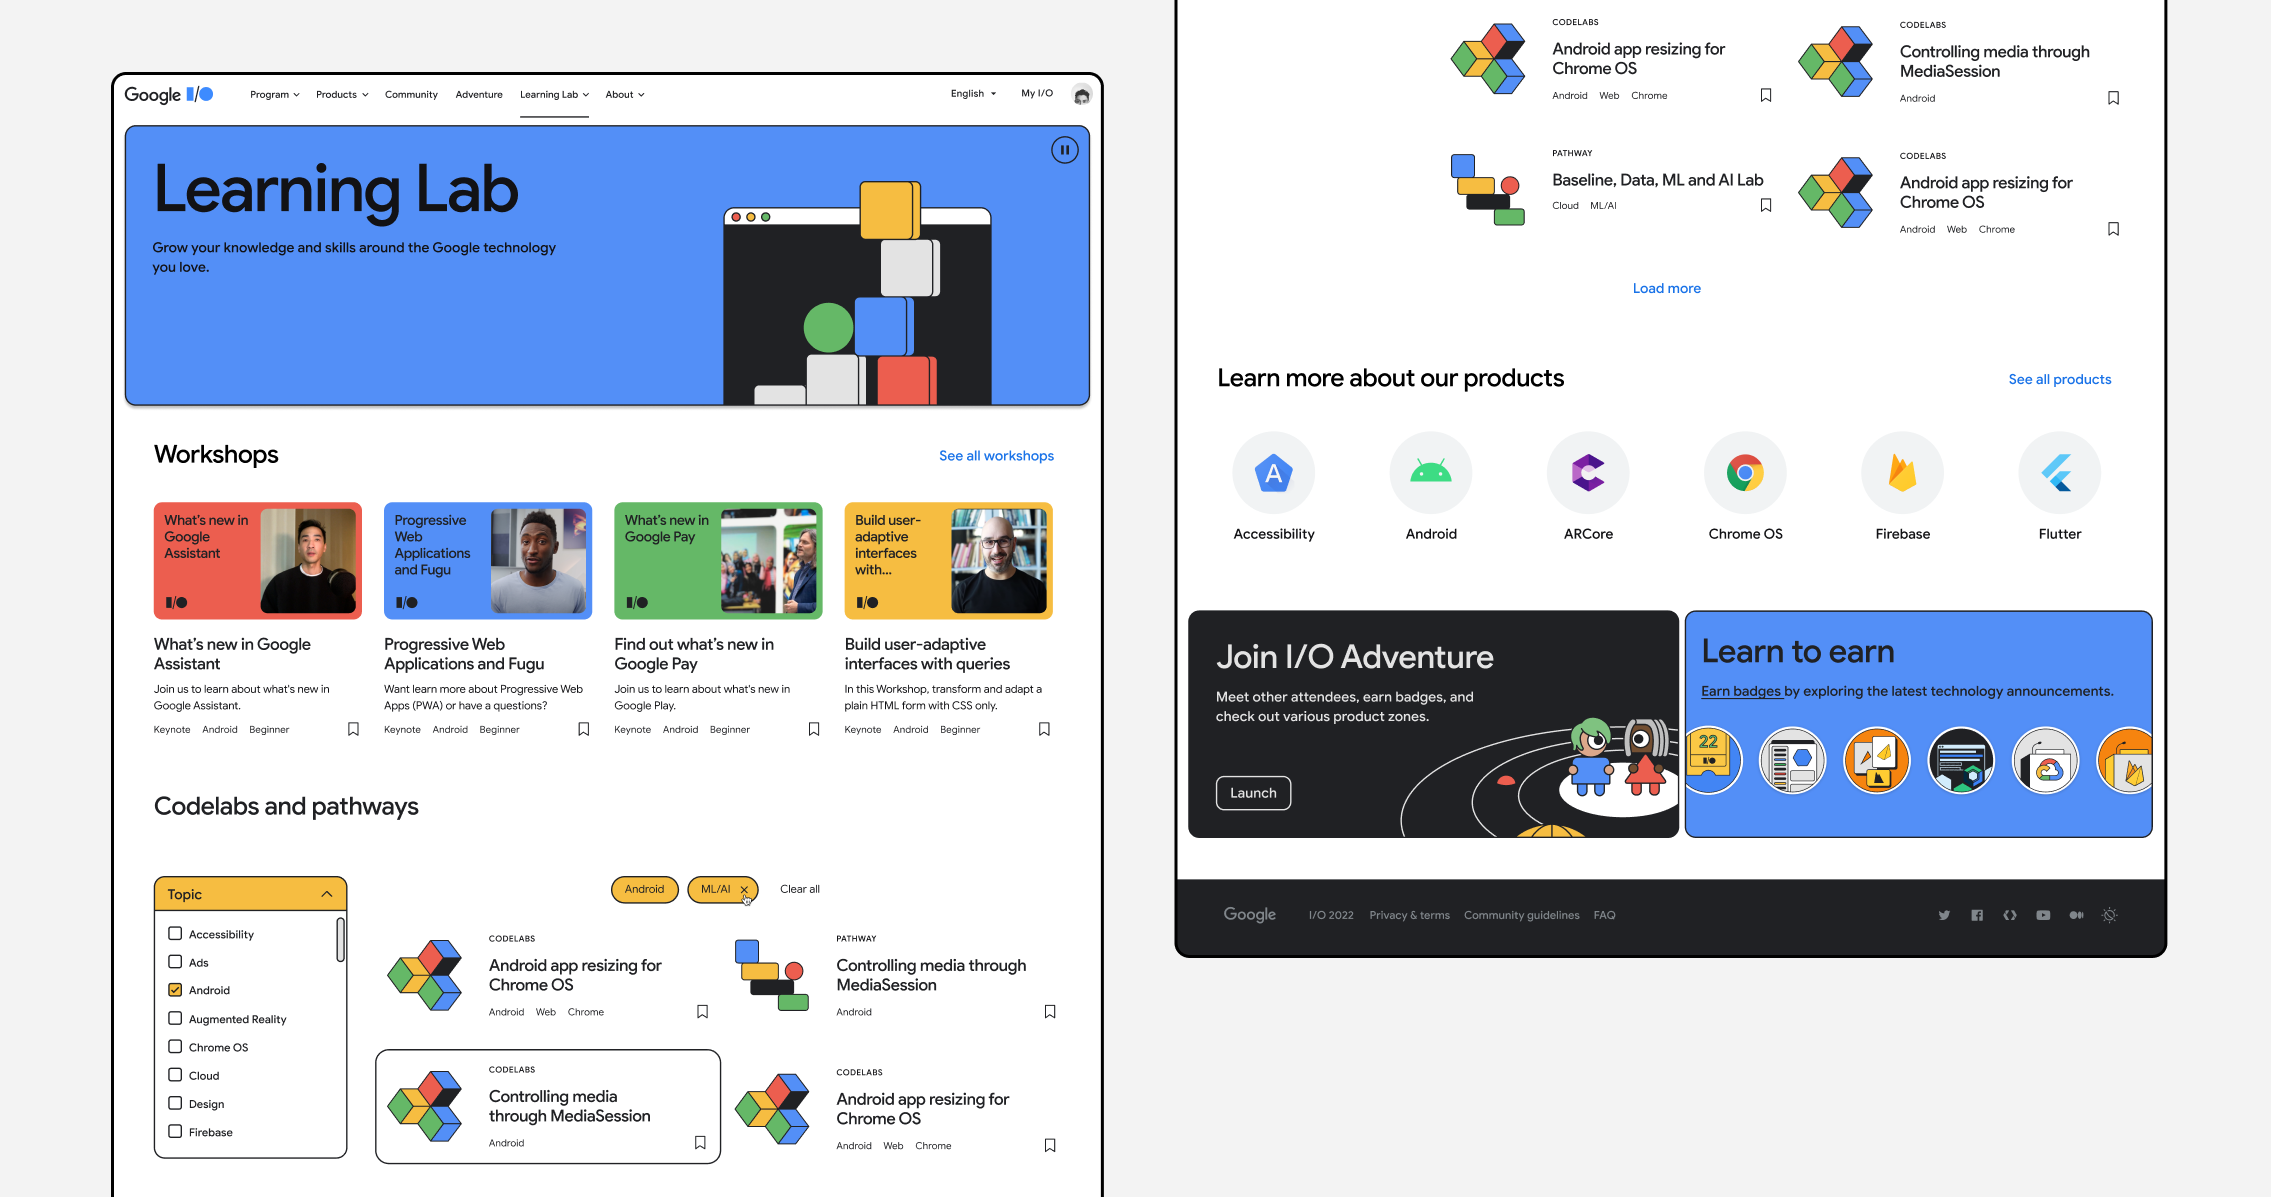 Google I/O
Program
Products
Community
Adventure
Learning Lab
About
English
My I/O
Learning Lab
Grow your knowledge and skills around the Google technology
you love.
Workshops
See all workshops
What's new in
Google
Assistant
I/O
What's new in Google
Assistant
Join us to learn about what's new in
Google Assistant.
Keynote Android Beginner
Progressive
Web
Applications
and Fugu
I/O
Progressive Web
Applications and Fugu
Want learn more about Progressive Web
Apps (PWA) or have a questions?
Keynote Android Beginner
What's new in
Google Pay
I/O
Find out what's new in
Google Pay
Join us to learn about what's new in
Google Play.
Keynote Android Beginner
Build user-
adaptive
interfaces
with...
I/O
Build user-adaptive
interfaces with queries
In this Workshop, transform and adapt a
plain HTML form with CSS only.
Keynote Android Beginner
Codelabs and pathways
Topic
Accessibility
Ads
Android
Augmented Reality
Chrome OS
Cloud
Design
Firebase
Android
ML/AI
Clear all
CODELABS
Android app resizing for
Chrome OS
Android Web Chrome
PATHWAY
Controlling media through
MediaSession
Android
CODELABS
Controlling media
through MediaSession
Android
CODELABS
Android app resizing for
Chrome OS
Android Web Chrome
CODELABS
Android app resizing for
Chrome OS
Android Web Chrome
CODELABS
Controlling media through
MediaSession
Android
PATHWAY
Baseline, Data, ML and AI Lab
Cloud ML/AI
CODELABS
Android app resizing for
Chrome OS
Android Web Chrome
Load more
Learn more about our products
See all products
A
Accessibility
Android
ARCore
Chrome OS
Firebase
Flutter
Join I/O Adventure
Meet other attendees, earn badges, and
check out various product zones.
Launch
Learn to earn
Earn badges by exploring the latest technology announcements.
22
I/O
Google
I/O 2022
Privacy & terms
Community guidelines
FAQ